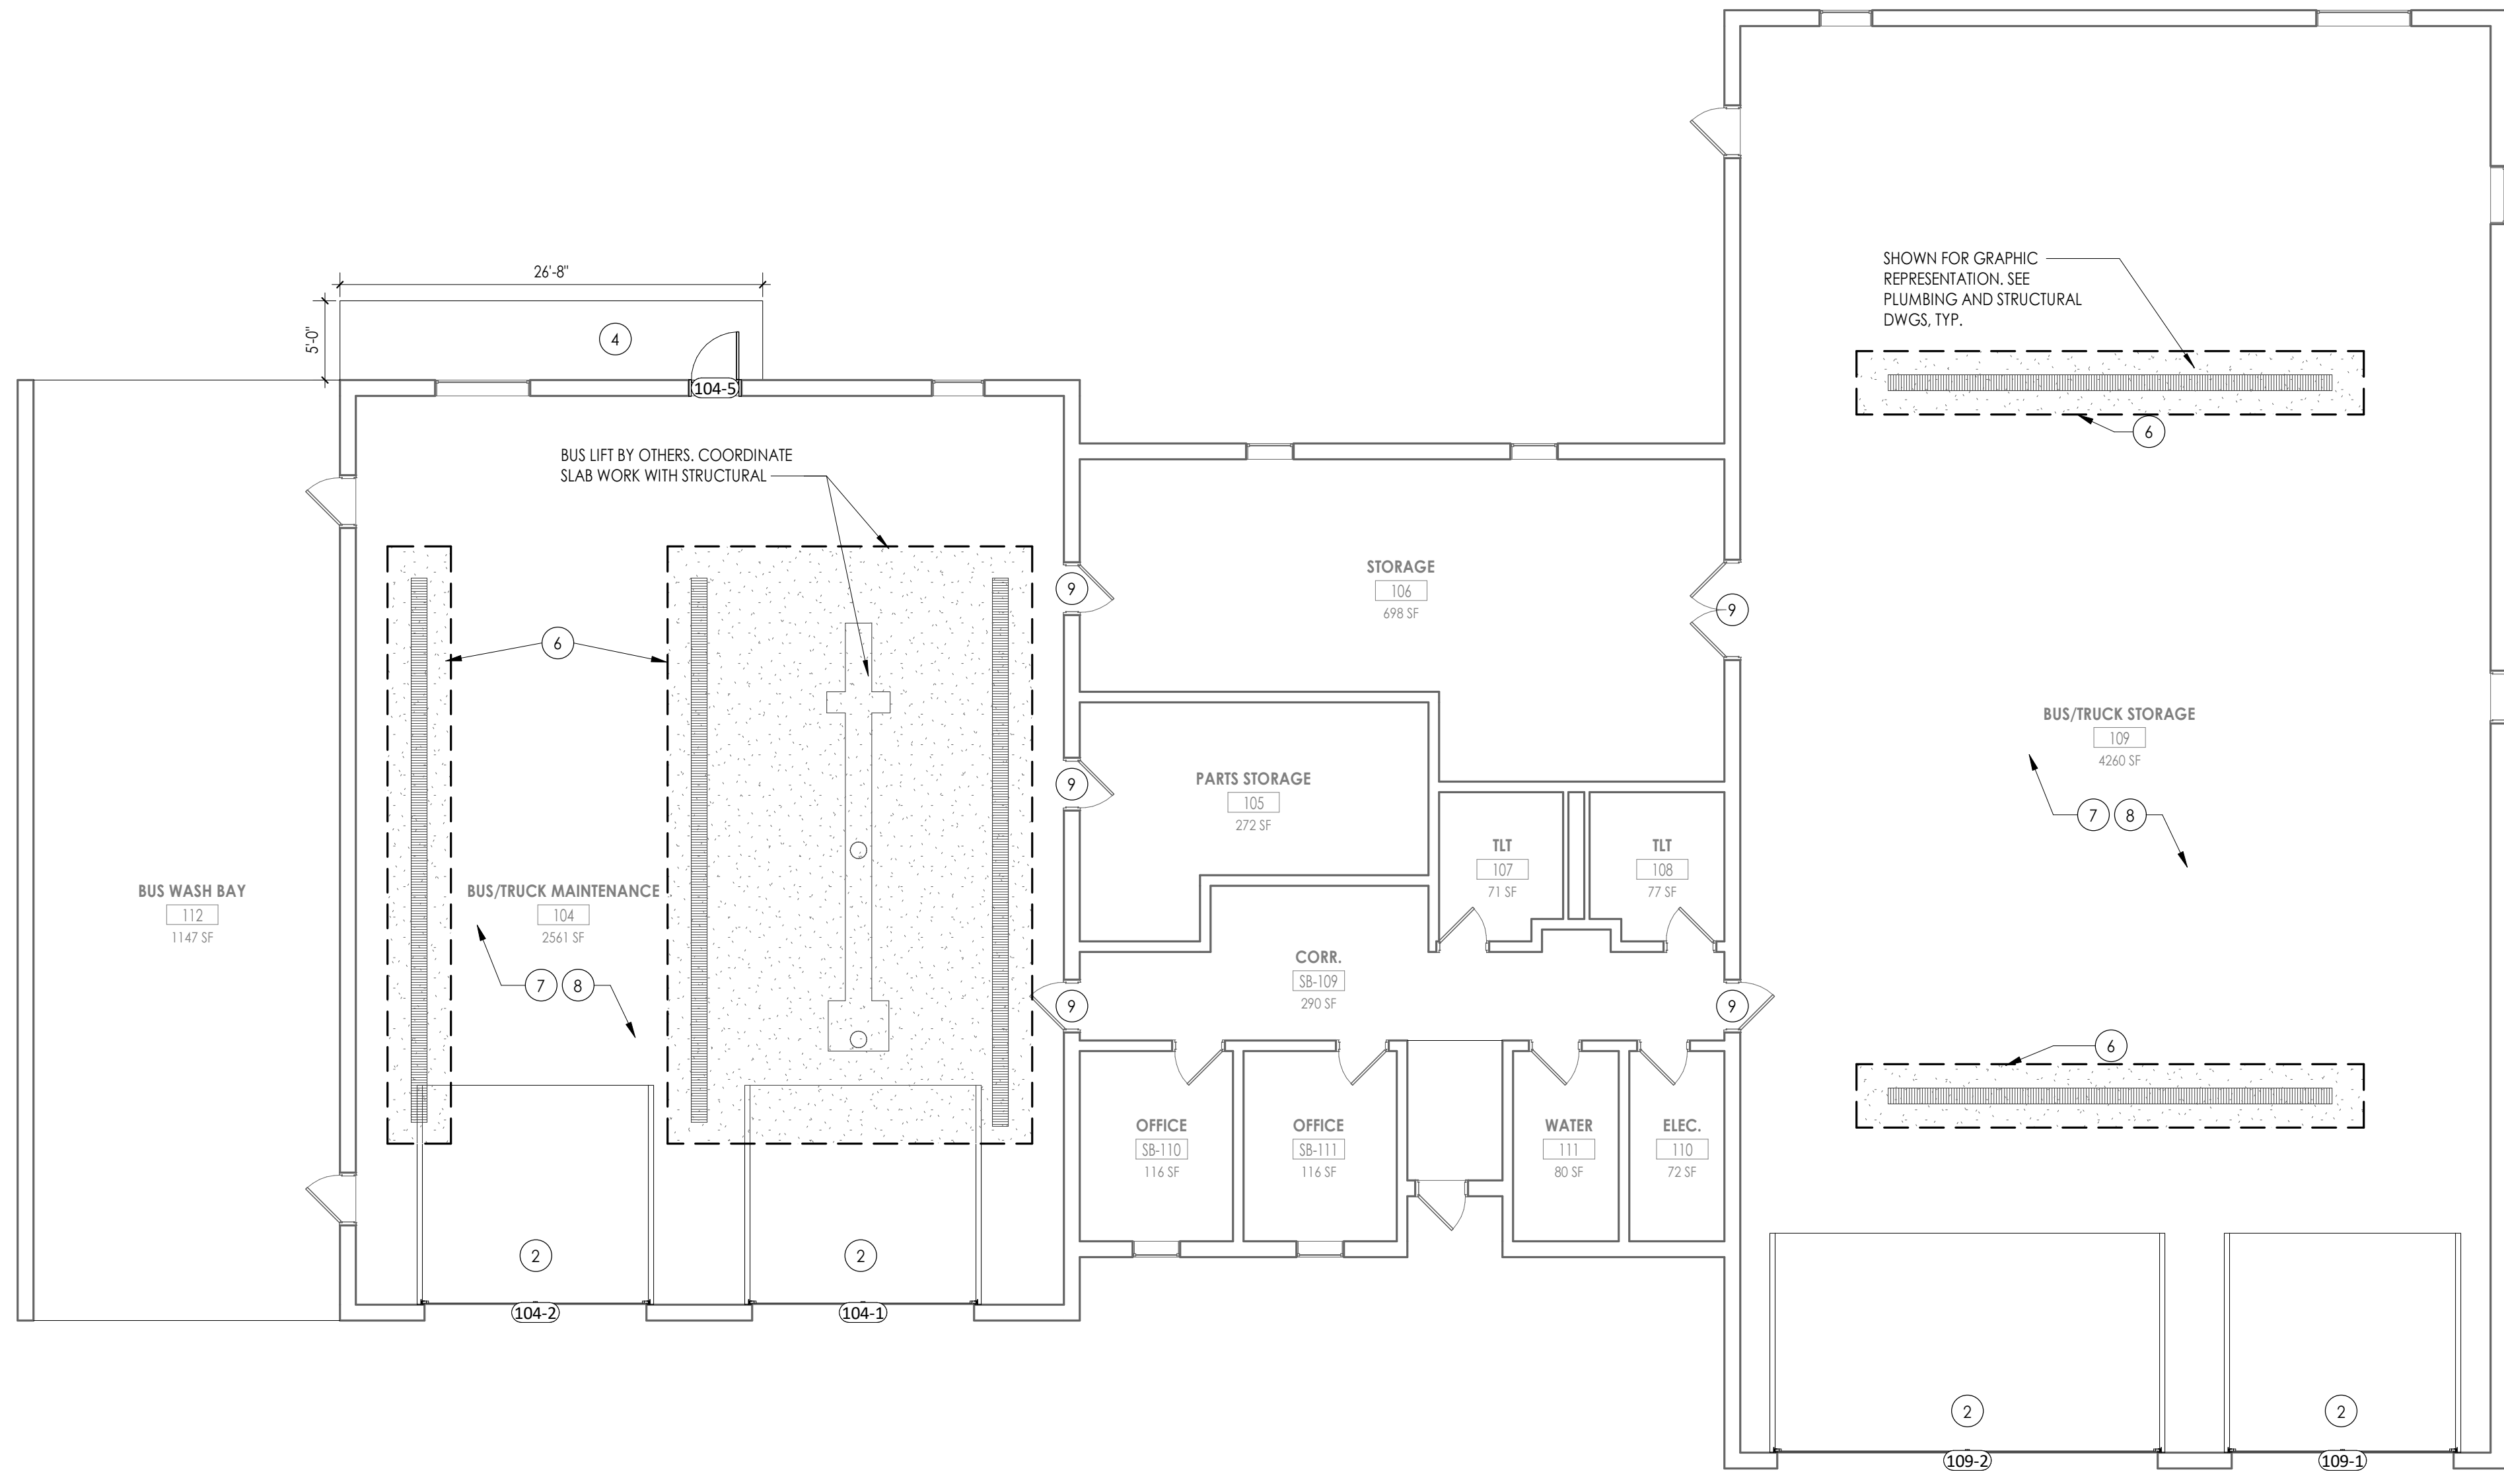 26'-8"
5'-0"
4
104-5
SHOWN FOR GRAPHIC
REPRESENTATION. SEE
PLUMBING AND STRUCTURAL
DWGS, TYP.
6
BUS LIFT BY OTHERS. COORDINATE
SLAB WORK WITH STRUCTURAL
6
9
STORAGE
106
698 SF
9
9
PARTS STORAGE
105
272 SF
BUS/TRUCK STORAGE
109
4260 SF
7 8
TLT
107
71 SF
TLT
108
77 SF
BUS WASH BAY
112
1147 SF
BUS/TRUCK MAINTENANCE
104
2561 SF
7 8
CORR.
SB-109
290 SF
9
9
6
OFFICE
SB-110
116 SF
OFFICE
SB-111
116 SF
WATER
111
80 SF
ELEC.
110
72 SF
2
2
104-2
104-1
2
2
109-2
109-1